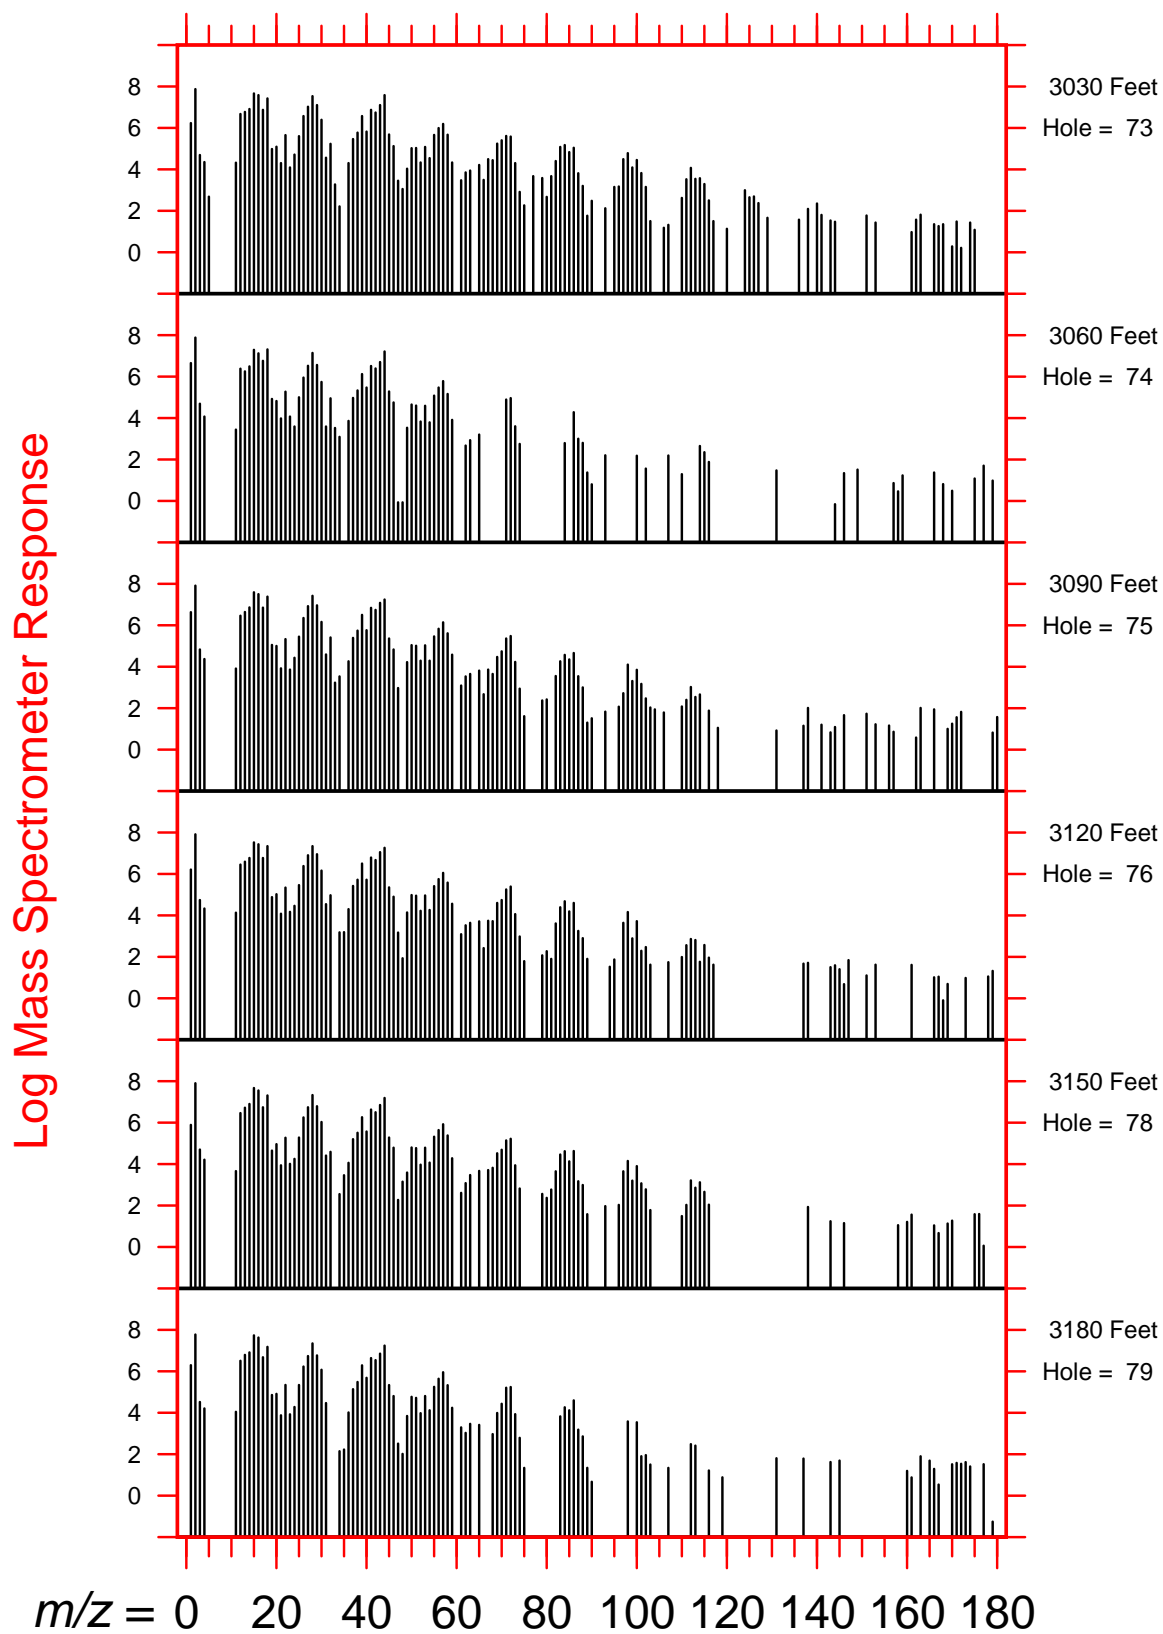 8
6
4
2
0
3030 Feet
Hole = 73
8
6
4
2
0
3060 Feet
Hole = 74
8
6
4
2
0
3090 Feet
Hole = 75
8
6
4
2
0
3120 Feet
Hole = 76
8
6
4
2
0
3150 Feet
Hole = 78
8
6
4
2
0
3180 Feet
Hole = 79
Log Mass Spectrometer Response
m/z = 0 20 40 60 80 100 120 140 160 180